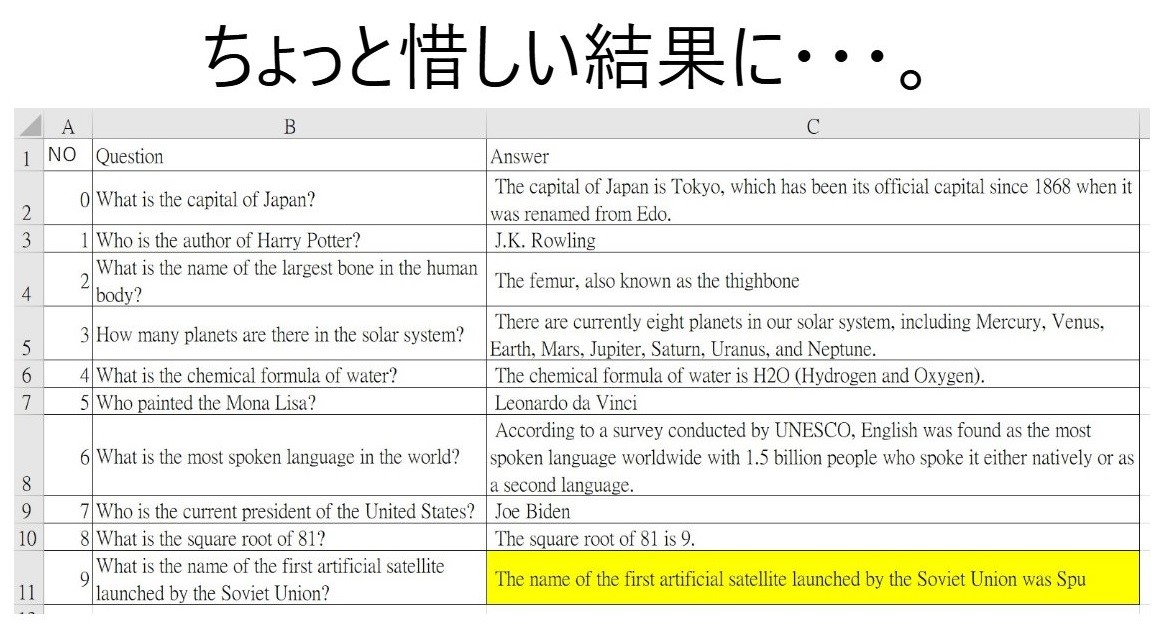 ちょっと惜しい結果に・・・。
A B C
1 NO Question Answer
2 0 What is the capital of Japan? The capital of Japan is Tokyo, which has been its official capital since 1868 when it
was renamed from Edo.
3 1 Who is the author of Harry Potter? J.K. Rowling
4 2 What is the name of the largest bone in the human
body? The femur, also known as the thighbone
5 3 How many planets are there in the solar system? There are currently eight planets in our solar system, including Mercury, Venus,
Earth, Mars, Jupiter, Saturn, Uranus, and Neptune.
6 4 What is the chemical formula of water? The chemical formula of water is H2O (Hydrogen and Oxygen).
7 5 Who painted the Mona Lisa? Leonardo da Vinci
8 6 What is the most spoken language in the world? According to a survey conducted by UNESCO, English was found as the most
spoken language worldwide with 1.5 billion people who spoke it either natively or as
a second language.
9 7 Who is the current president of the United States? Joe Biden
10 8 What is the square root of 81? The square root of 81 is 9.
11 9 What is the name of the first artificial satellite
launched by the Soviet Union? The name of the first artificial satellite launched by the Soviet Union was Spu